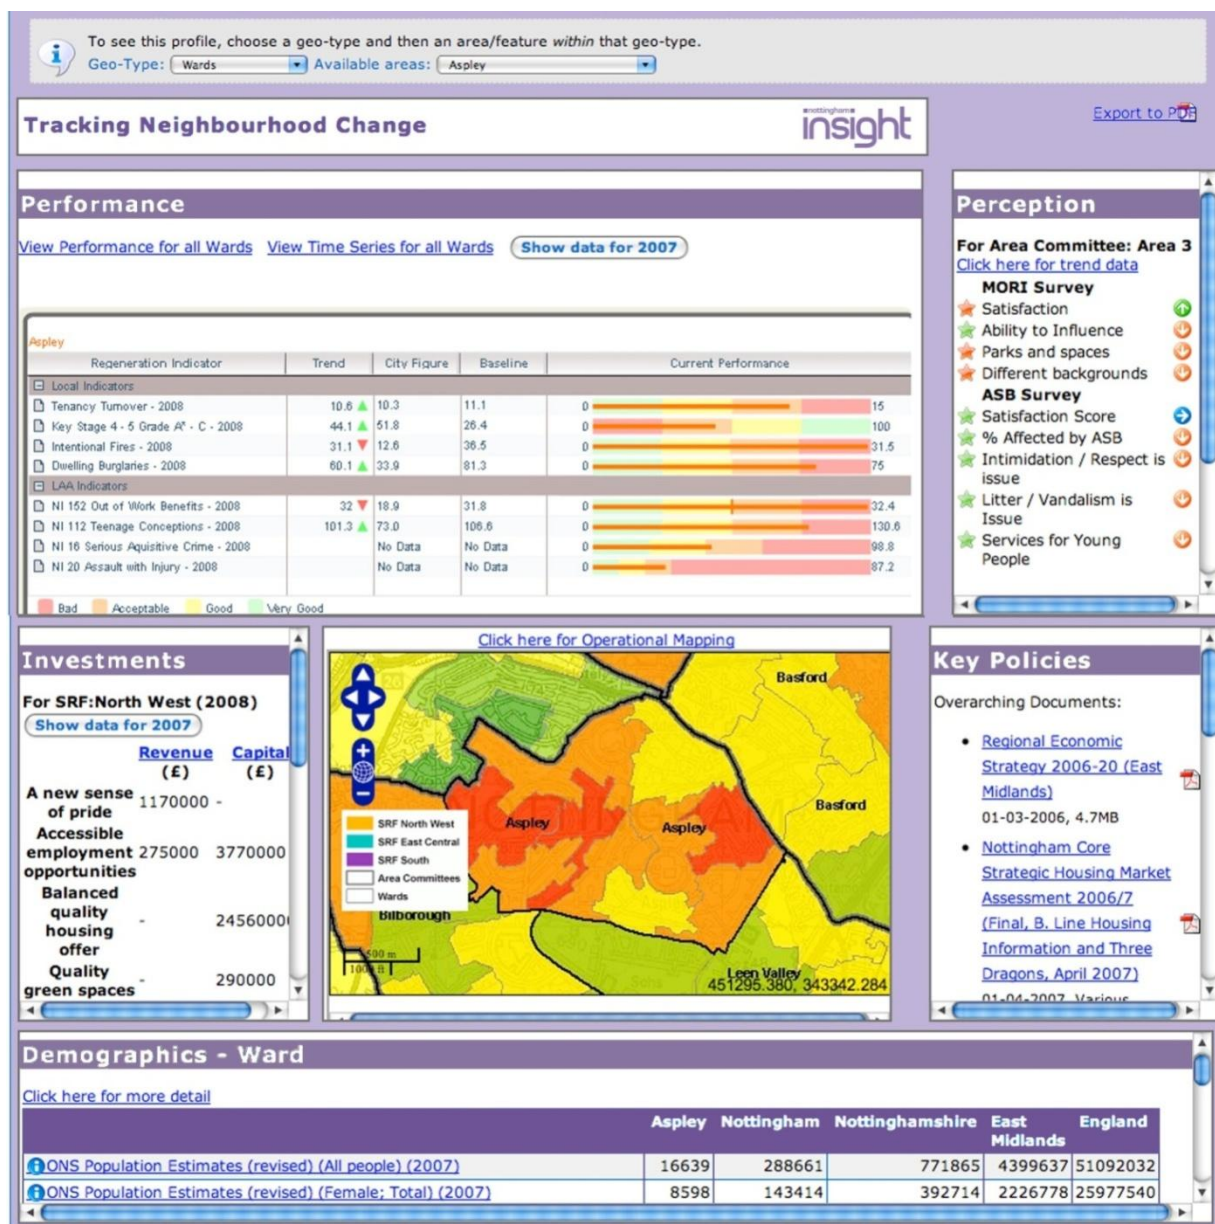 To see this profile, choose a geo-type and then an area/feature within that geo-type.
Geo-Type: Wards Available areas: Aspley
Tracking Neighbourhood Change
nottingham
insight
Export to PDF
Performance
View Performance for all Wards View Time Series for all Wards Show data for 2007
Aspley
Regeneration Indicator Trend City Figure Baseline Current Performance
Local Indicators
Tenancy Turnover - 2008 10.6 10.3 11.1 0 15
Key Stage 4 - 5 Grade A* - C - 2008 44.1 51.8 26.4 0 100
Intentional Fires - 2008 31.1 12.6 36.5 0 31.5
Dwelling Burglaries - 2008 60.1 33.9 81.3 0 75
LAA Indicators
NI 152 Out of Work Benefits - 2008 32 18.9 31.8 0 32.4
NI 112 Teenage Conceptions - 2008 101.3 73.0 106.6 0 130.6
NI 16 Serious Aquisitive Crime - 2008 No Data No Data 0 98.8
NI 20 Assault with Injury - 2008 No Data No Data 0 87.2
Bad Acceptable Good Very Good
Perception
For Area Committee: Area 3
Click here for trend data
MORI Survey
Satisfaction
Ability to Influence
Parks and spaces
Different backgrounds
ASB Survey
Satisfaction Score
% Affected by ASB
Intimidation / Respect is
issue
Litter / Vandalism is
Issue
Services for Young
People
Investments
For SRF:North West (2008)
Show data for 2007
Revenue Capital
(£) (£)
A new sense
of pride 1170000 -
Accessible
employment 275000 3770000
opportunities
Balanced
quality
housing - 2456000
offer
Quality
green spaces - 290000
Click here for Operational Mapping
Basford
Basford
NOTTINGHAM
Aspley
Aspley
SRF North West
SRF East Central
SRF South
Area Committees
Wards
Bilborough
500 m
1000 ft
Leen Valley
451295.380, 343342.284
Key Policies
Overarching Documents:
• Regional Economic
Strategy 2006-20 (East
Midlands)
01-03-2006, 4.7MB
• Nottingham Core
Strategic Housing Market
Assessment 2006/7
(Final, B. Line Housing
Information and Three
Dragons, April 2007)
01-04-2007, Various
Demographics - Ward
Click here for more detail
Aspley Nottingham Nottinghamshire East Midlands England
ONS Population Estimates (revised) (All people) (2007) 16639 288661 771865 4399637 51092032
ONS Population Estimates (revised) (Female; Total) (2007) 8598 143414 392714 2226778 25977540